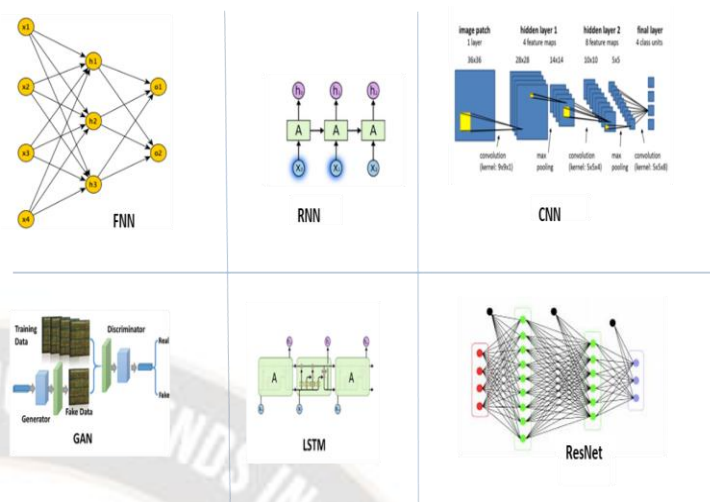 x1
x2
x3
x4
h1
h2
h3
o1
o2
FNN
h
h
h
A
A
A
X
X
X
RNN
image patch
hidden layer 1
hidden layer 2
final layer
1 layer
4 feature maps
8 feature maps
4 class units
36x36
28x28
14x14
10x10
5x5
convolution
(kernel: 9x9x1)
max
pooling
convolution
(kernel: 5x5x4)
max
pooling
convolution
(kernel: 5x5x8)
CNN
Training
Data
Discriminator
Real
Fake
Generator
Fake Data
GAN
A
A
LSTM
ResNet
NDS IN